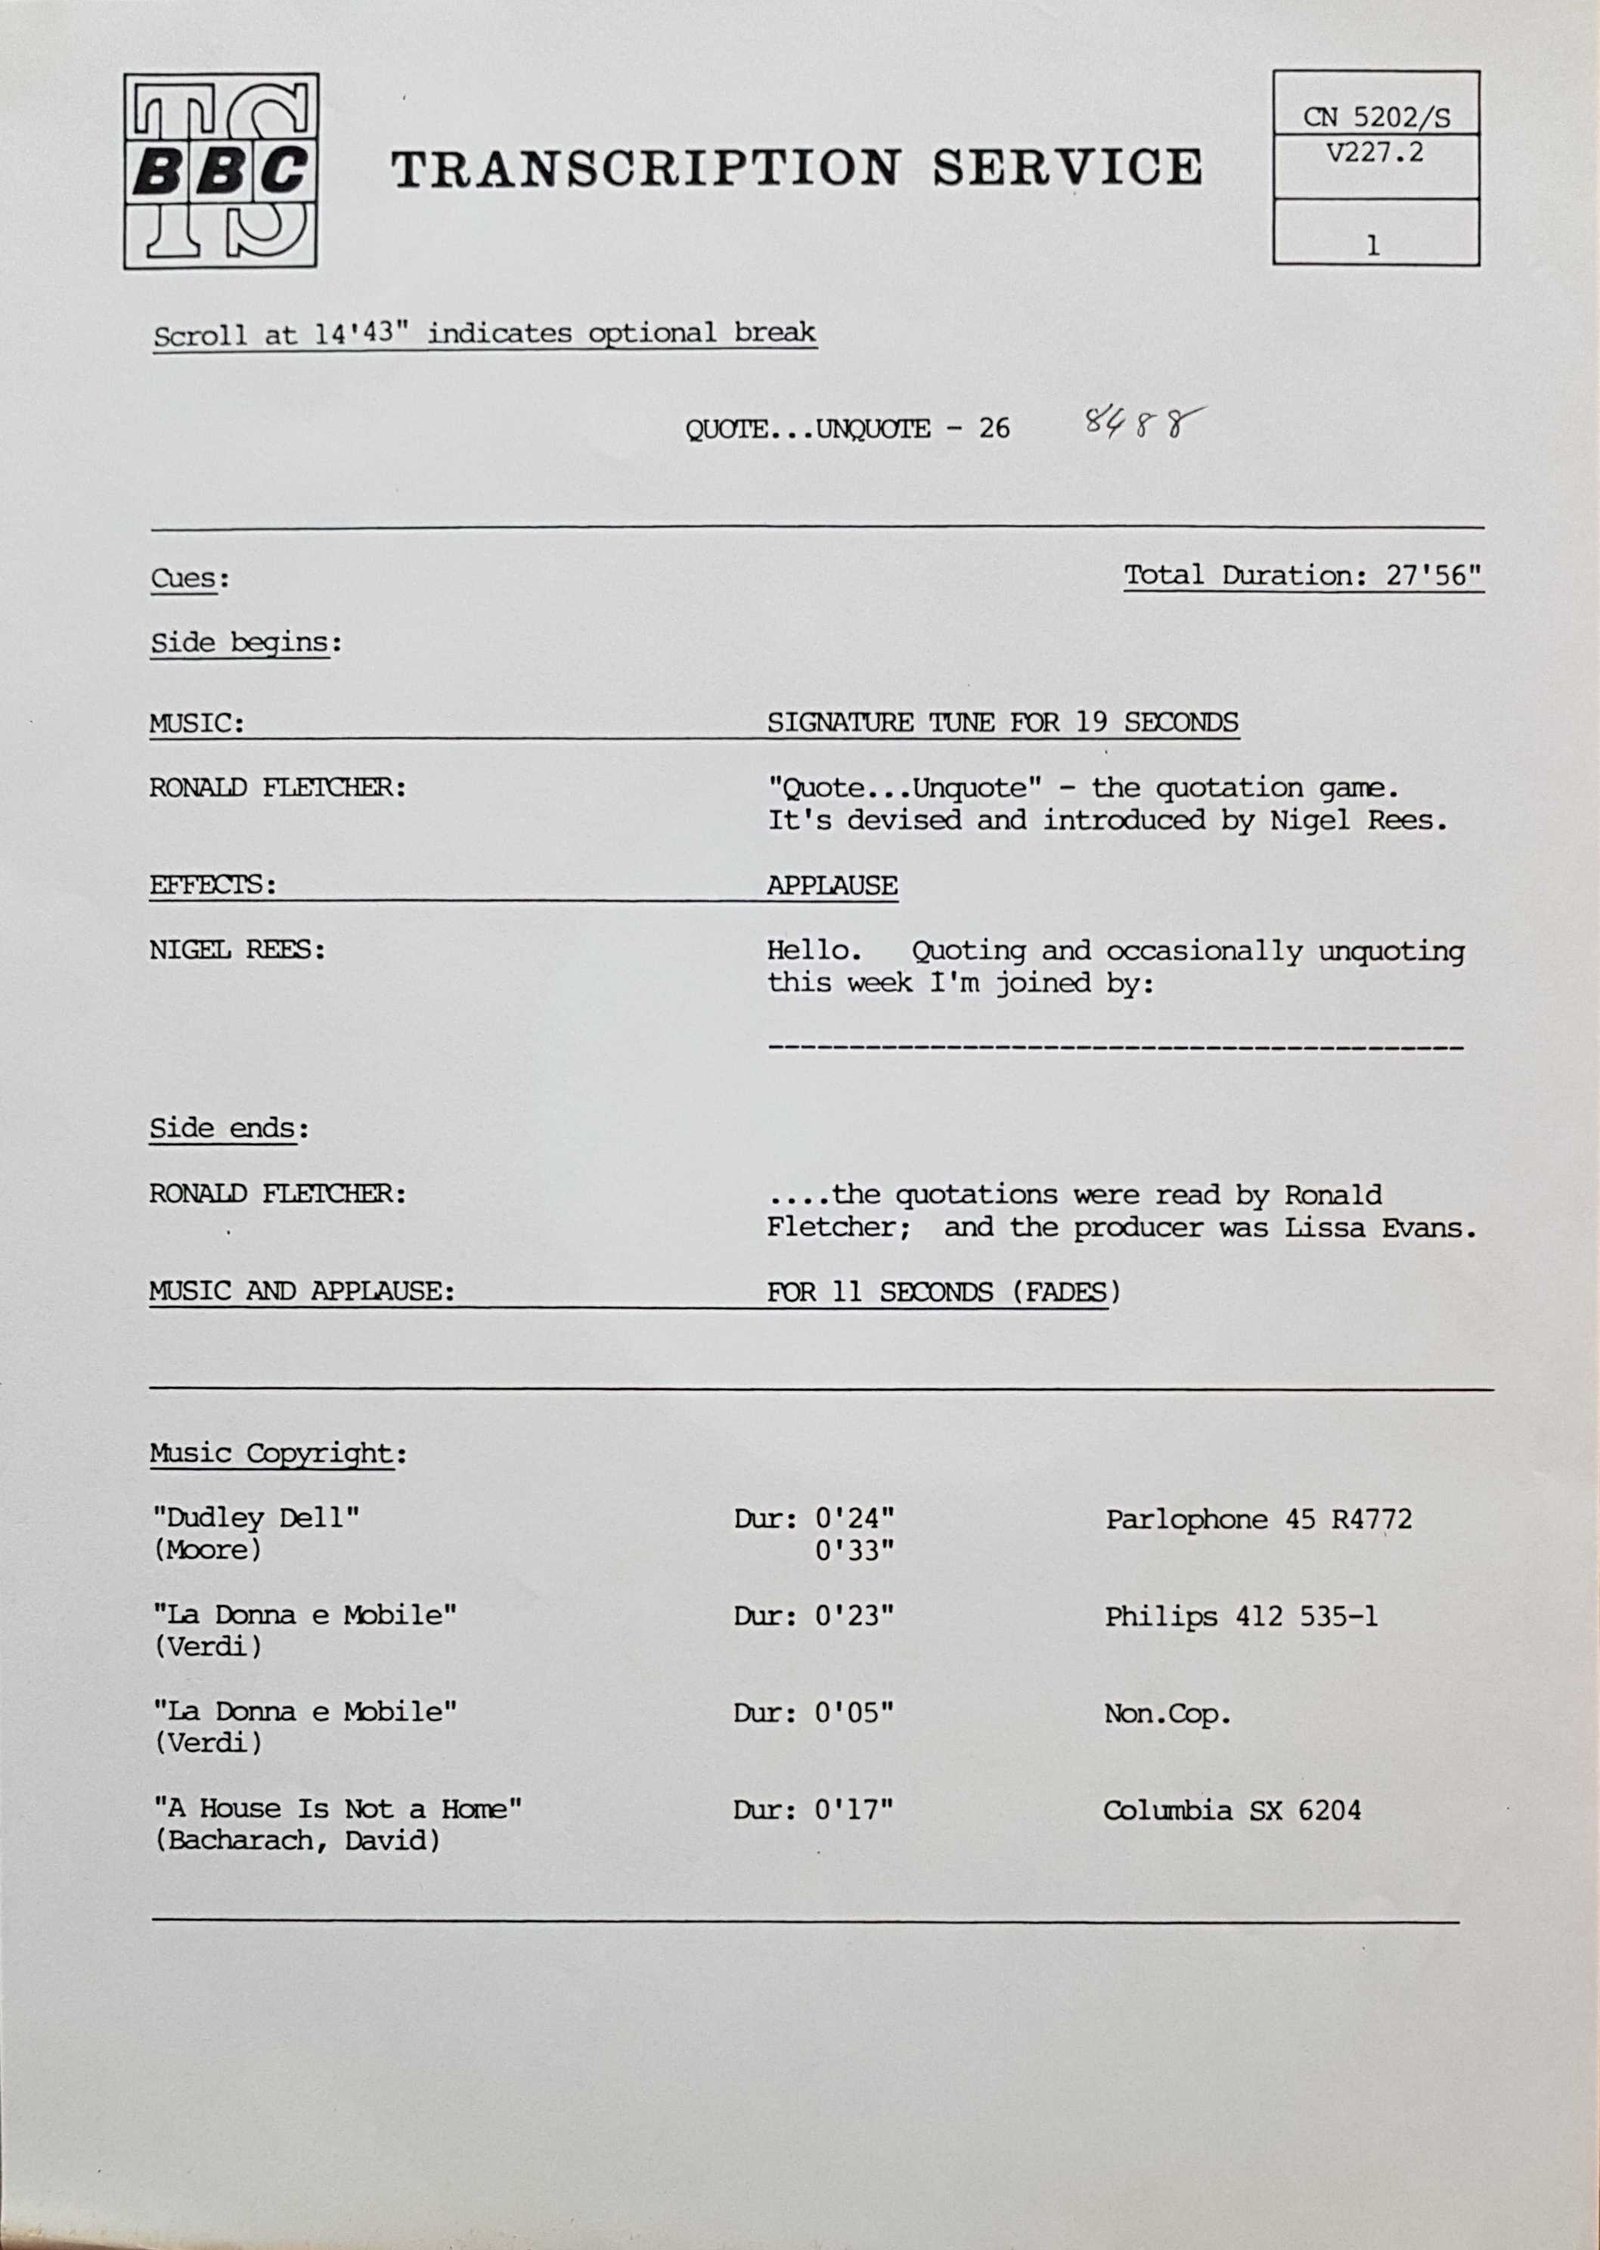 TS
BBC
TS
TRANSCRIPTION SERVICE
CN 5202/S
V227.2
1
Scroll at 14'43" indicates optional break
QUOTE...UNQUOTE - 26 8488
Cues: Total Duration: 27'56"
Side begins:
MUSIC: SIGNATURE TUNE FOR 19 SECONDS
RONALD FLETCHER: "Quote...Unquote" - the quotation game.
It's devised and introduced by Nigel Rees.
EFFECTS: APPLAUSE
NIGEL REES: Hello. Quoting and occasionally unquoting
this week I'm joined by:
-------------------------------------------
Side ends:
RONALD FLETCHER: ....the quotations were read by Ronald
Fletcher; and the producer was Lissa Evans.
MUSIC AND APPLAUSE: FOR 11 SECONDS (FADES)
Music Copyright:
"Dudley Dell" Dur: 0'24" Parlophone 45 R4772
(Moore) 0'33"
"La Donna e Mobile" Dur: 0'23" Philips 412 535-1
(Verdi)
"La Donna e Mobile" Dur: 0'05" Non.Cop.
(Verdi)
"A House Is Not a Home" Dur: 0'17" Columbia SX 6204
(Bacharach, David)